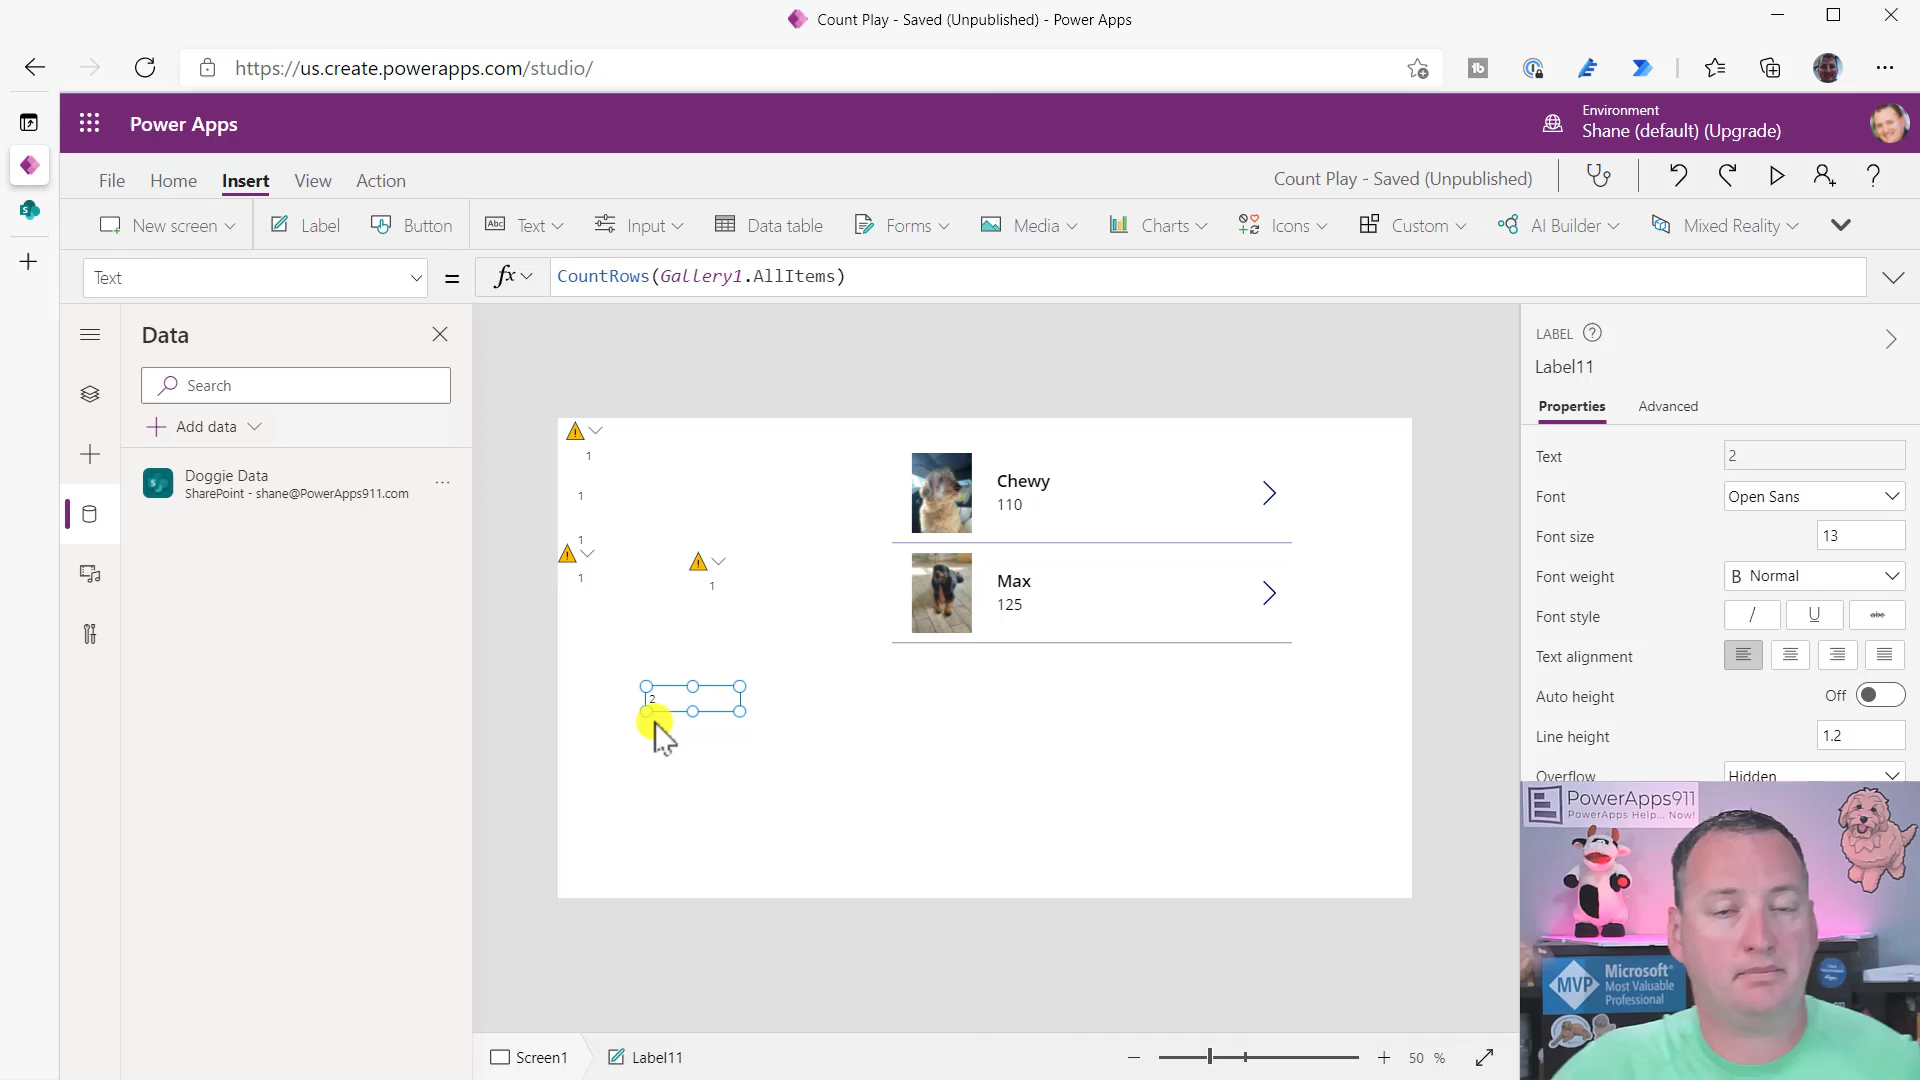 Count Play - Saved (Unpublished) - Power Apps
https://us.create.powerapps.com/studio/
Power Apps
Environment
Shane (default) (Upgrade)
File Home Insert View Action
Count Play - Saved (Unpublished)
New screen Label Button Text Input Data table Forms Media Charts Icons Custom AI Builder Mixed Reality
Text = fx CountRows(Gallery1.AllItems)
Data
Search
Add data
Doggie Data
SharePoint - shane@PowerApps911.com
1
1
1
1
1
2
Chewy
110
Max
125
LABEL
Label11
Properties Advanced
Text 2
Font Open Sans
Font size 13
Font weight B Normal
Font style / U abc
Text alignment
Auto height Off
Line height 1.2
Overflow Hidden
PowerApps911
PowerApps Help... Now!
MVP
Microsoft
Most Valuable
Professional
Screen1 Label11
50 %